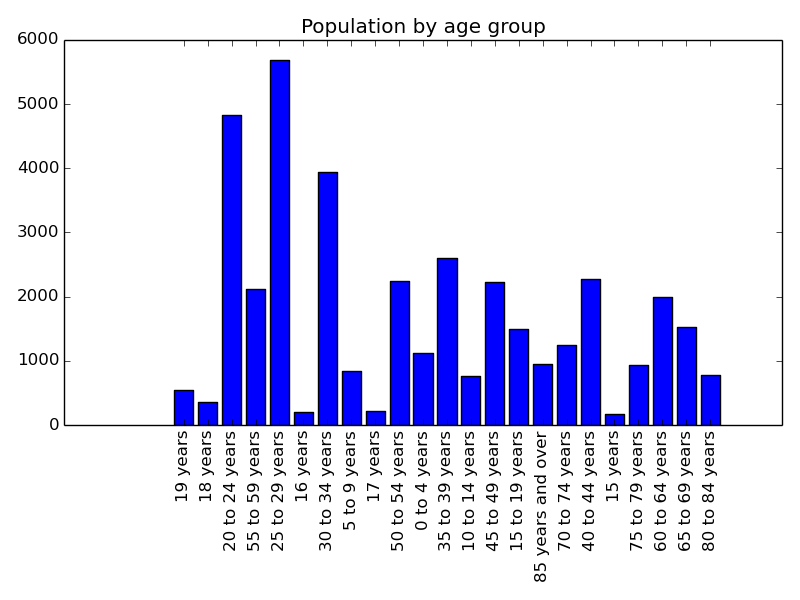 Population by age group
6000
5000
4000
3000
2000
1000
0
19 years
18 years
20 to 24 years
55 to 59 years
25 to 29 years
16 years
30 to 34 years
5 to 9 years
17 years
50 to 54 years
0 to 4 years
35 to 39 years
10 to 14 years
45 to 49 years
15 to 19 years
85 years and over
70 to 74 years
40 to 44 years
15 years
75 to 79 years
60 to 64 years
65 to 69 years
80 to 84 years